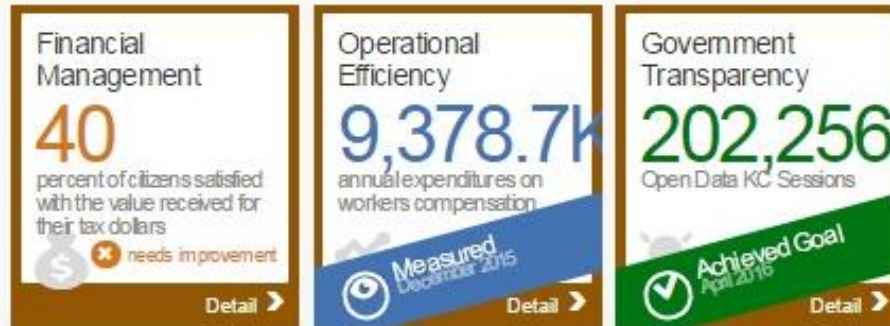 Financial
Management
40
percent of citizens satisfied
with the value received for
their tax dollars
$
needs improvement
Detail
Operational
Efficiency
9,378.7K
annual expenditures on
workers compensation
Measured
December 2015
Detail
Government
Transparency
202,256
Open Data KC Sessions
Achieved Goal
April 2016
Detail